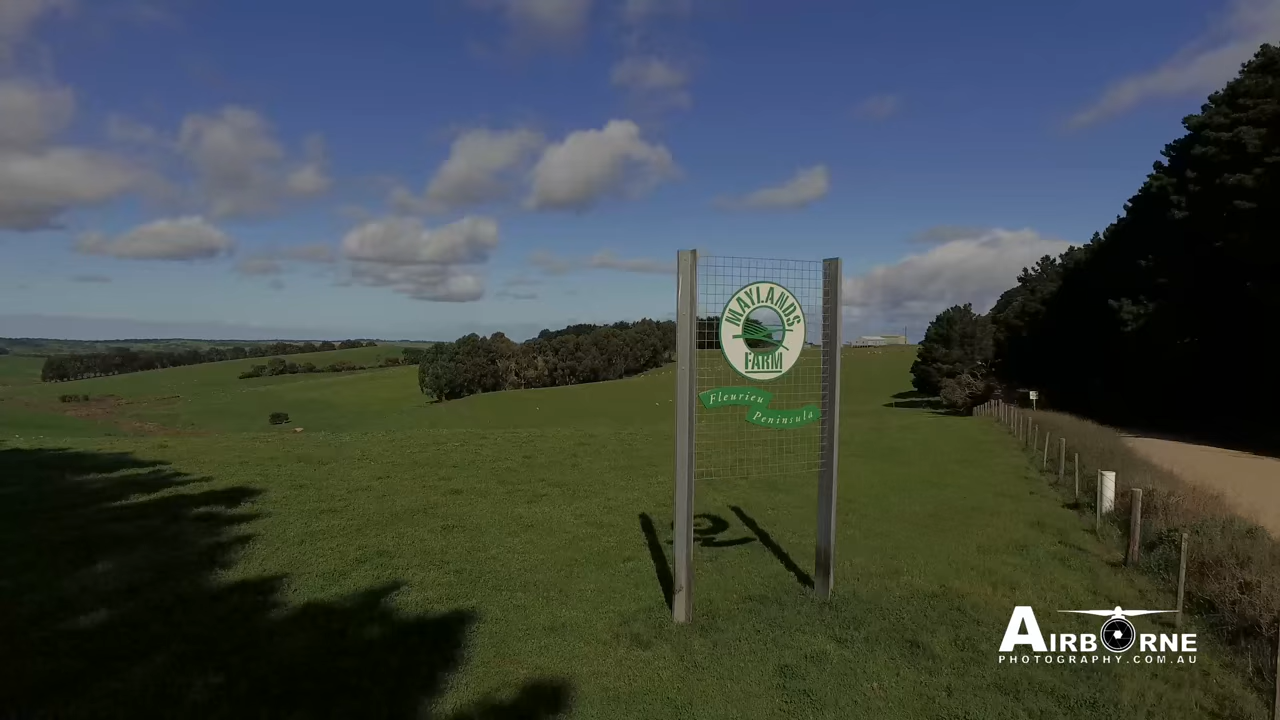 MAYLANDS
FARM
Fleurieu
Peninsula
AIRBORNE
PHOTOGRAPHY.COM.AU